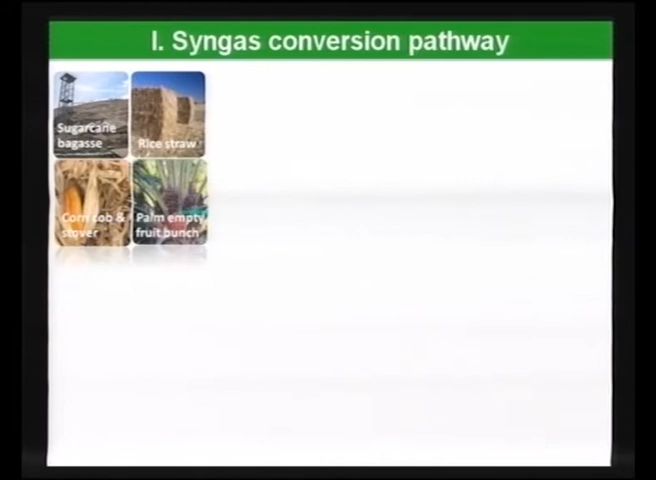 I. Syngas conversion pathway
Sugarcane
bagasse
Rice straw
Corn cob &
stover
Palm empty
fruit bunch